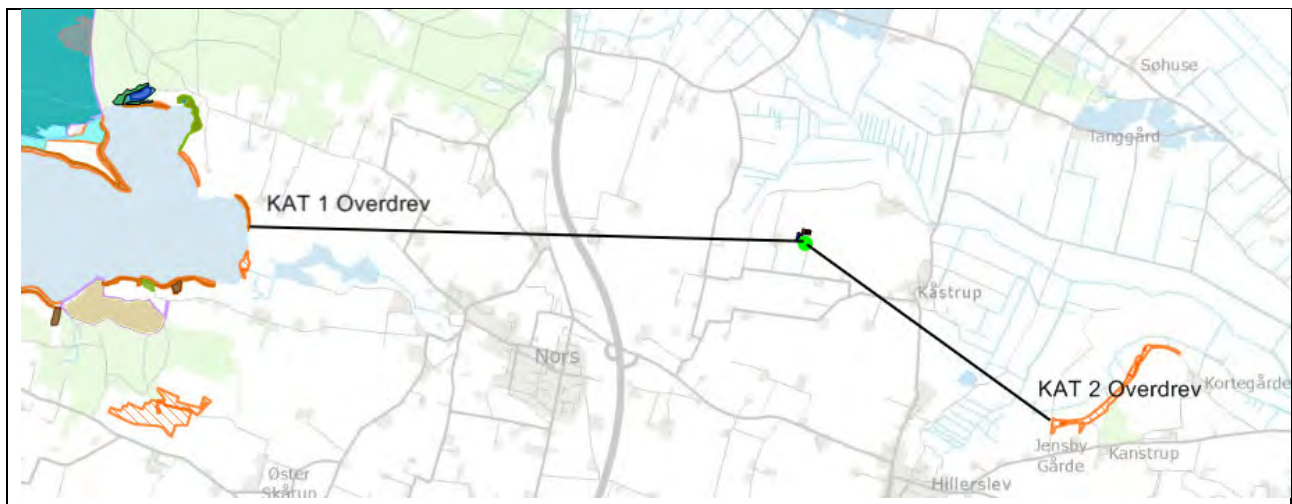 Søhuse
Tanggård
KAT 1 Overdrev
Kåstrup
Nors
KAT 2 Overdrev
Kortegårde
Jensby
Gårde
Kanstrup
Hillerslev
Øster
Skårup